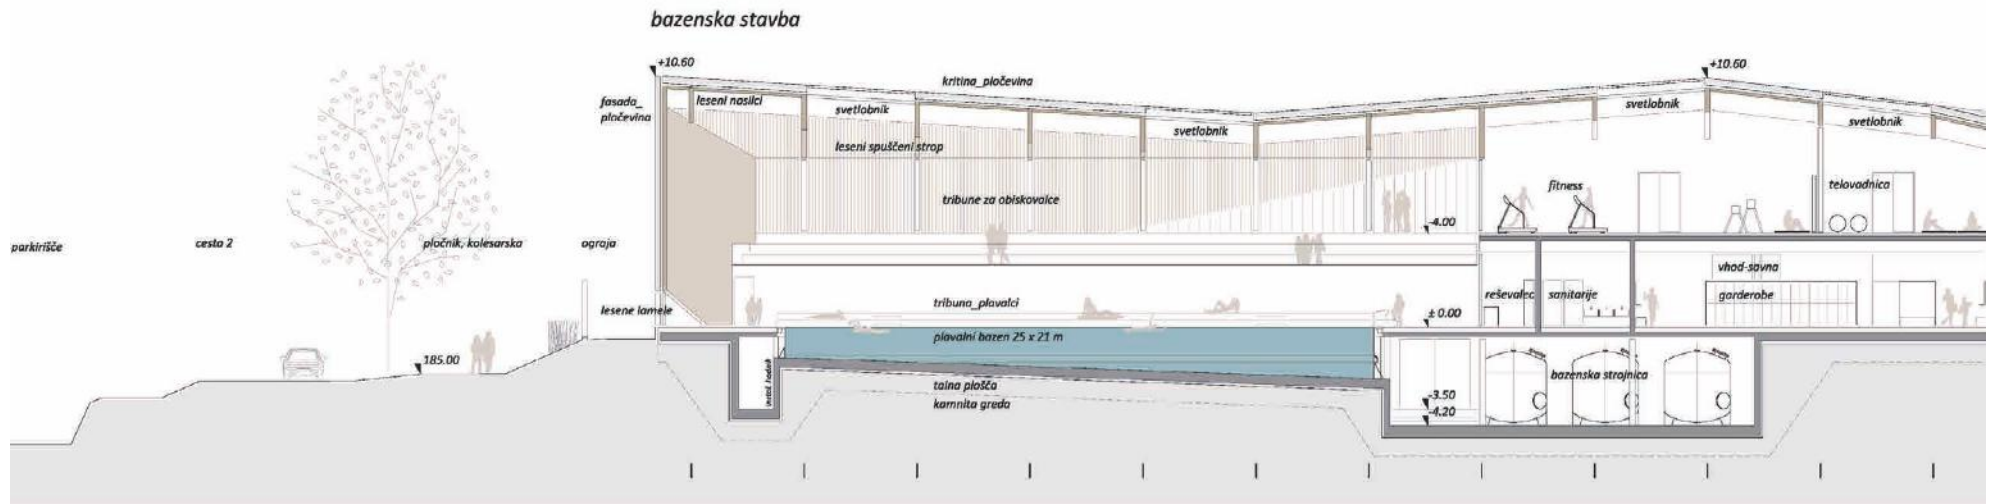 bazenska stavba
+10.60
+10.60
kritina_pločevina
fasada_
pločevina
leseni nosilci
svetlobnik
svetlobnik
svetlobnik
svetlobnik
leseni spuščeni strop
fitness
telovadnica
tribune za obiskovalce
-4.00
parkirišče
cesta 2
pločnik, kolesarska
ograja
vhod-savna
reševalec
sanitarije
garderobe
lesene lamele
tribuna_plavalci
± 0.00
plavalni bazen 25 x 21 m
185.00
bazenska strojnica
talna plošča
kamnita greda
-3.50
-4.20